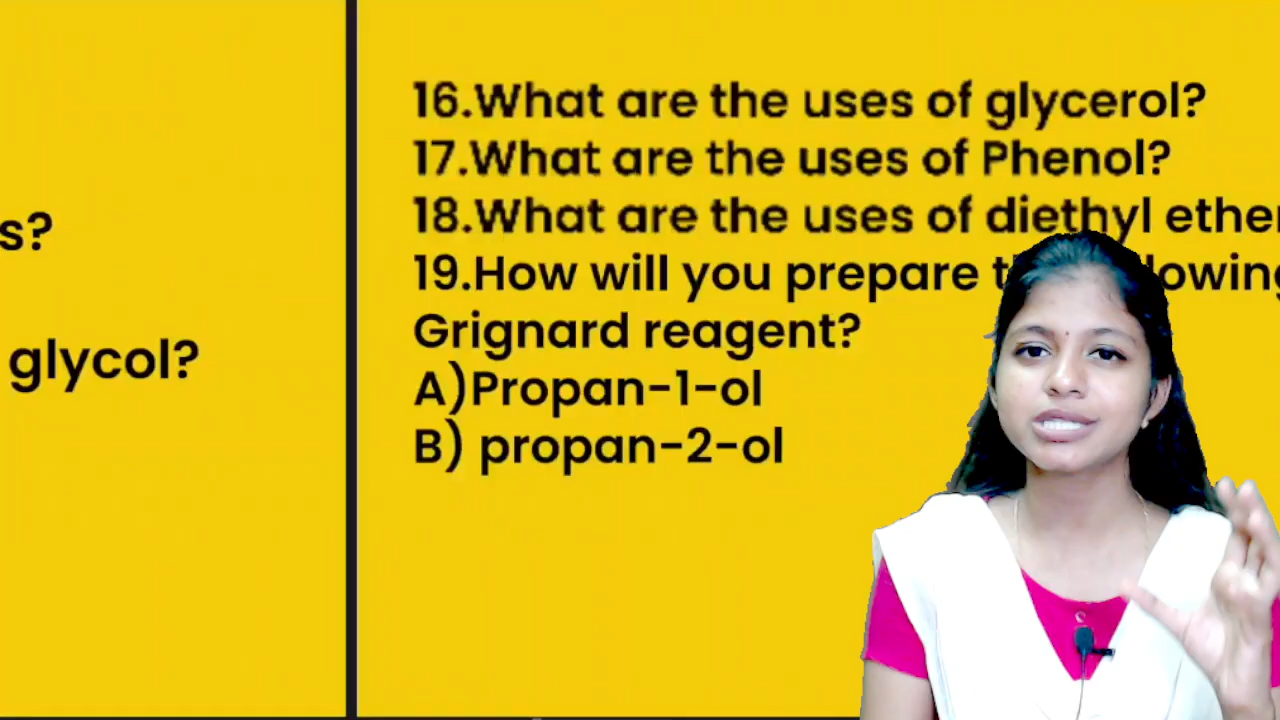 s?
glycol?
16.What are the uses of glycerol?
17.What are the uses of Phenol?
18.What are the uses of diethyl
19.How will you prepare
Grignard reagent?
A)Propan-1-ol
B) propan-2-ol